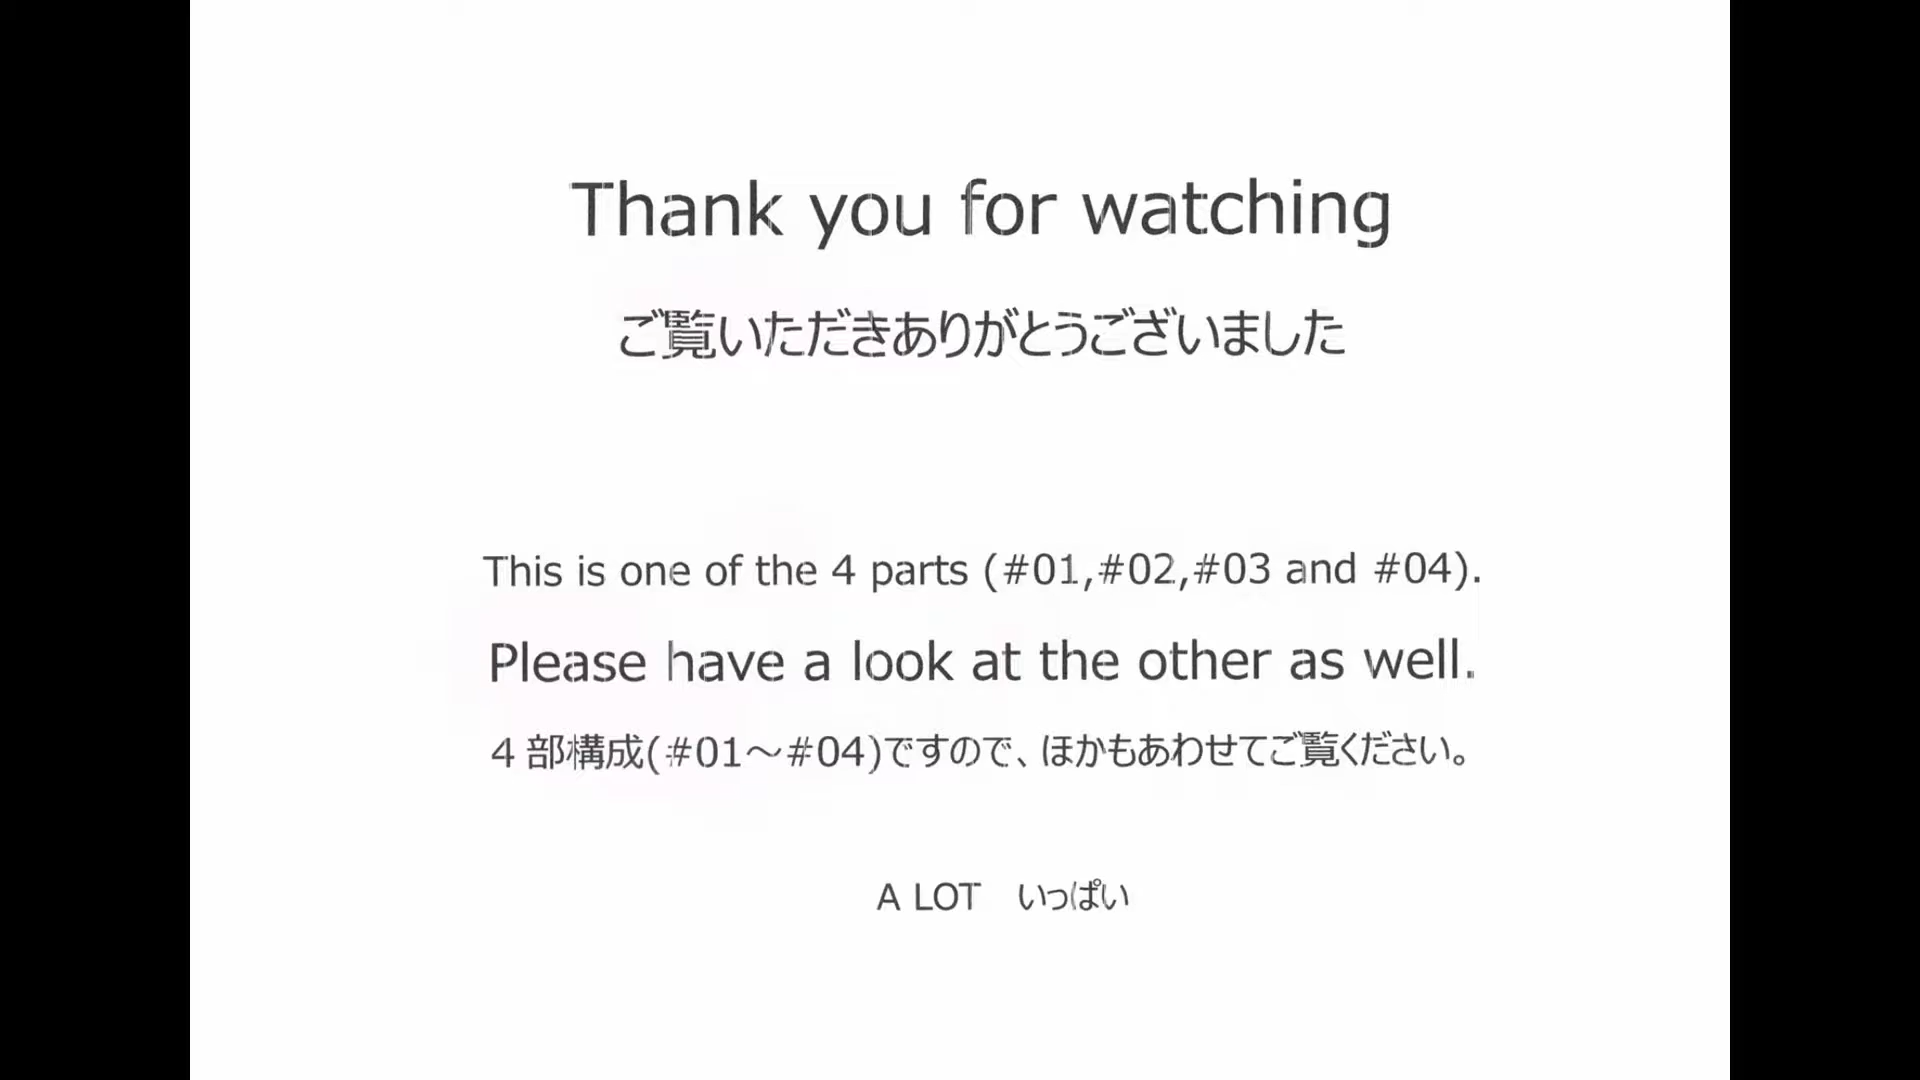 Thank you for watching
ご覧いただきありがとうございました
This is one of the 4 parts (#01,#02,#03 and #04).
Please have a look at the other as well.
４部構成(#01～#04)ですので、ほかもあわせてご覧ください。
A LOT　いっぱい